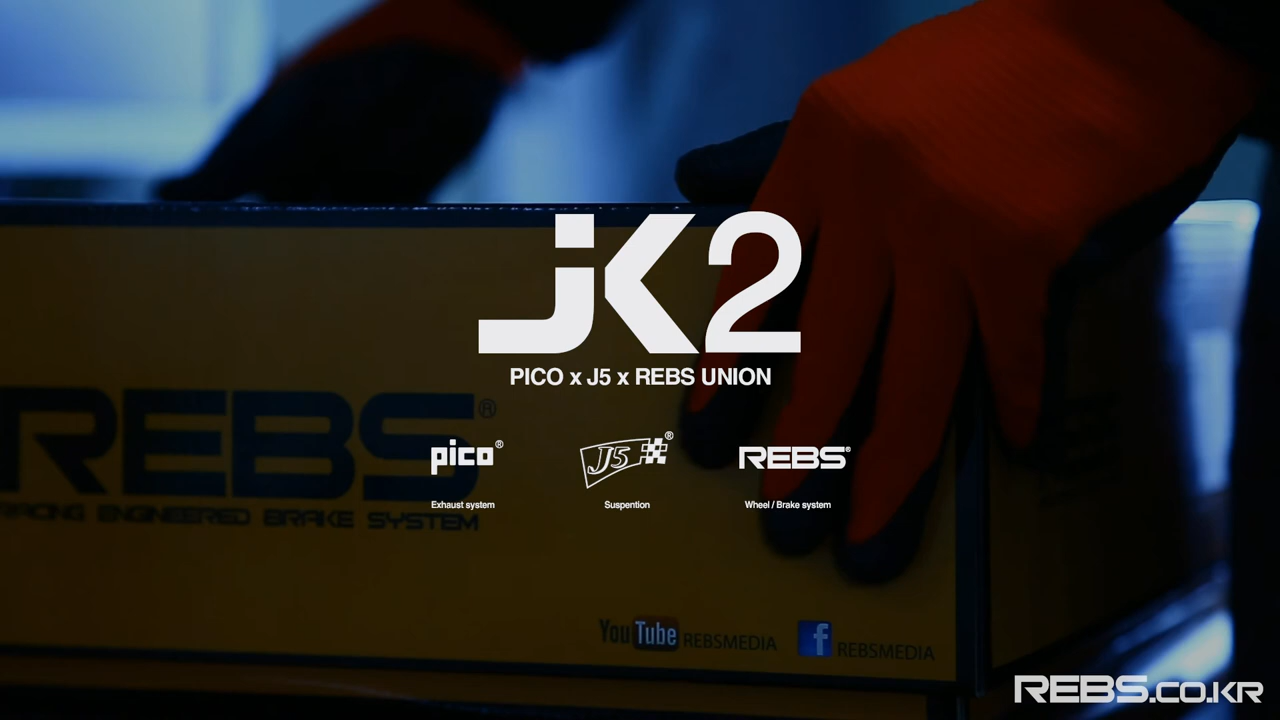 JK2
PICO x J5 x REBS UNION
REBS®
RACING ENGINEERED BRAKE SYSTEM
pico®
J5®
REBS®
Exhaust system
Suspention
Wheel / Brake system
YouTube REBSMEDIA
f REBSMEDIA
REBS.CO.KR